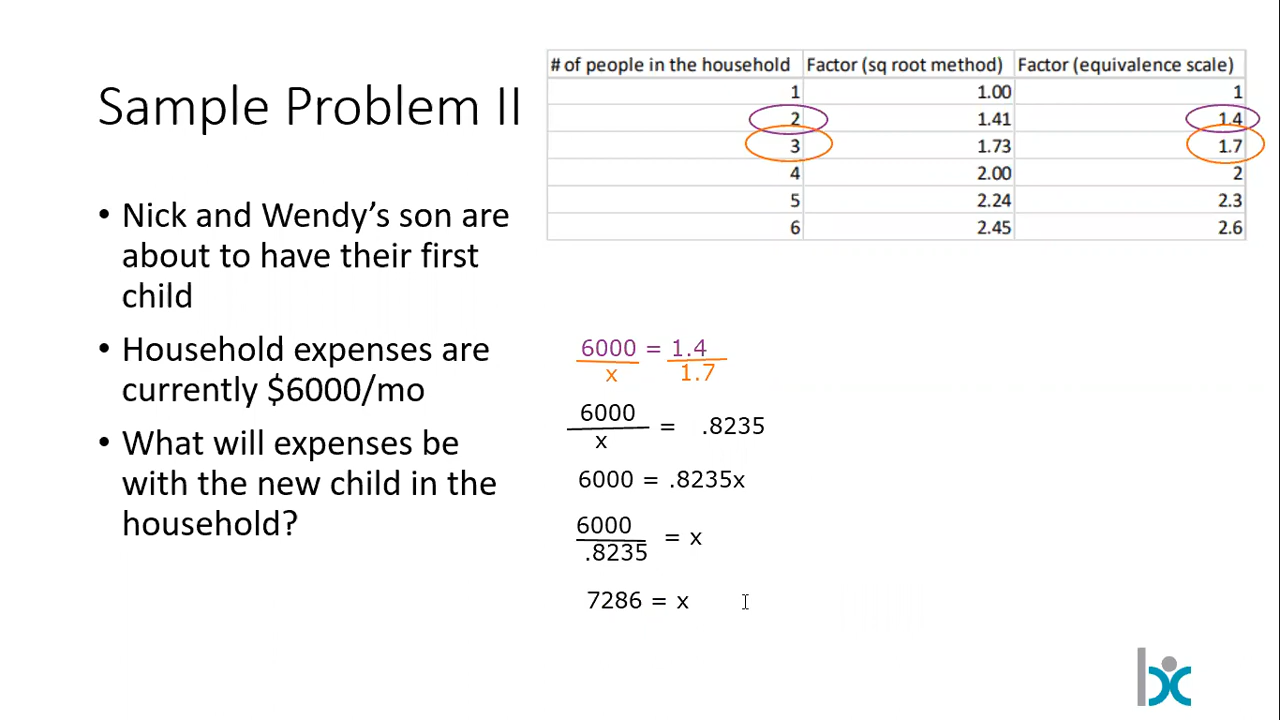 Sample Problem II
• Nick and Wendy's son are
about to have their first
child
• Household expenses are
currently $6000/mo
• What will expenses be
with the new child in the
household?
# of people in the household Factor (sq root method) Factor (equivalence scale)
1 1.00 1
2 1.41 1.4
3 1.73 1.7
4 2.00 2
5 2.24 2.3
6 2.45 2.6
6000 = 1.4
x 1.7
6000
x = .8235
6000 = .8235x
6000
.8235 = x
7286 = x